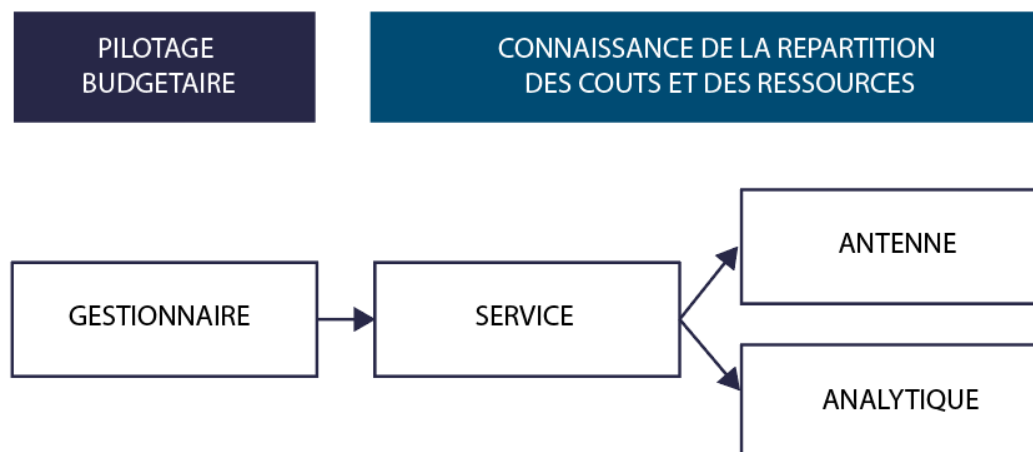 PILOTAGE
BUDGETAIRE
CONNAISSANCE DE LA REPARTITION
DES COUTS ET DES RESSOURCES
GESTIONNAIRE
SERVICE
ANTENNE
ANALYTIQUE